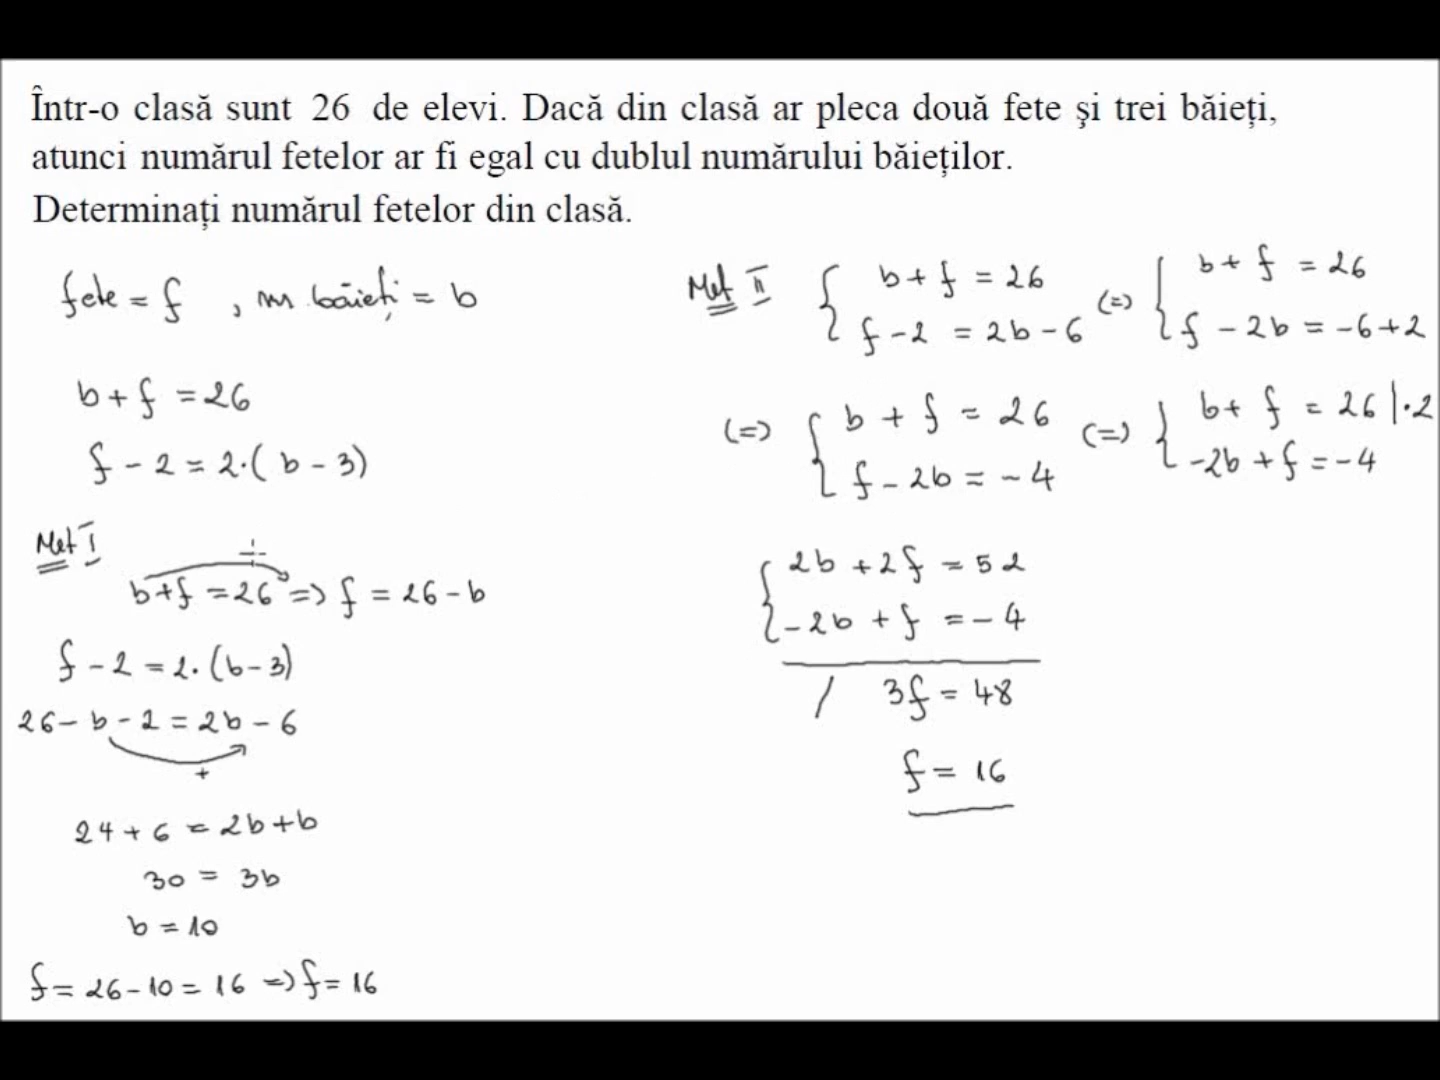 Într-o clasă sunt 26 de elevi. Dacă din clasă ar pleca două fete şi trei băieți,
atunci numărul fetelor ar fi egal cu dublul numărului băieților.
Determinați numărul fetelor din clasă.
fete = f , nr băieți = b
b + f = 26
f - 2 = 2·( b - 3)
Met I
÷
b+f = 26 => f = 26 - b
f - 2 = 2·(b-3)
26 - b - 2 = 2b - 6
+
24 + 6 = 2b + b
30 = 3b
b = 10
f = 26 - 10 = 16 => f = 16
Met II
{ b + f = 26 (=) { b + f = 26
f - 2 = 2b - 6 f - 2b = -6+2
(=) { b + f = 26 (=) { b + f = 26 |·2
f - 2b = -4 -2b + f = -4
{ 2b + 2f = 52
-2b + f = -4
/ 3f = 48
f = 16